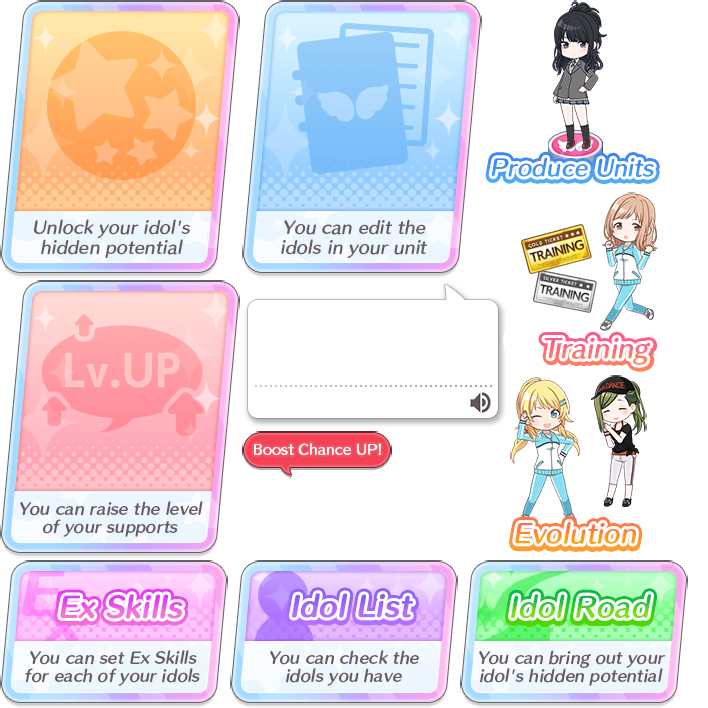 Unlock your idol's
hidden potential
You can edit the
idols in your unit
Produce Units
GOLD TICKET
TRAINING
SILVER TICKET
TRAINING
Training
Lv.UP
You can raise the level
of your supports
Boost Chance UP!
DANCE
Evolution
Ex
Ex Skills
You can set Ex Skills
for each of your idols
Idol List
You can check the
idols you have
Idol Road
You can bring out your
idol's hidden potential